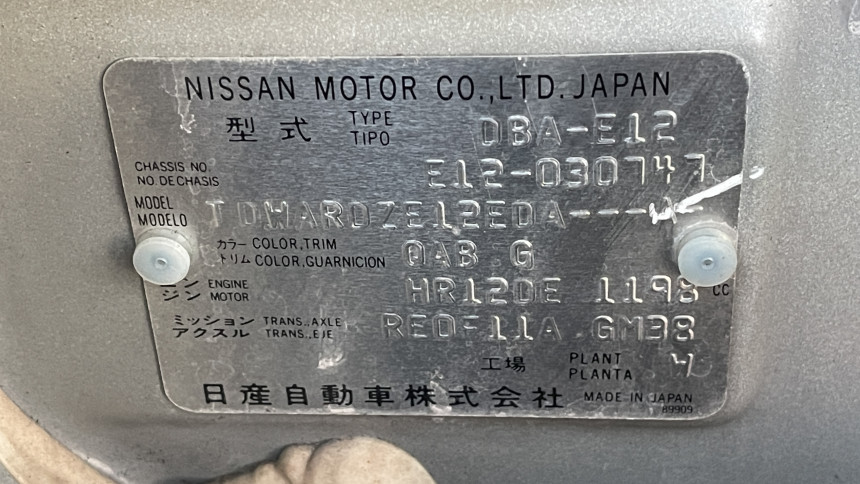 NISSAN MOTOR CO.,LTD. JAPAN
型式 TYPE TIPO DBA-E12
CHASSIS NO. NO. DE CHASIS E12-030747
MODEL MODELO TDWARDZE12EDA----
カラー COLOR, TRIM
トリム COLOR, GUARNICION QAB G
ジン ENGINE MOTOR HR12DE 1198 CC
ミッション TRANS., AXLE
アクスル TRANS., EJE RE0F11A GM38
工場 PLANT PLANTA 4
日産自動車株式会社 MADE IN JAPAN
89909